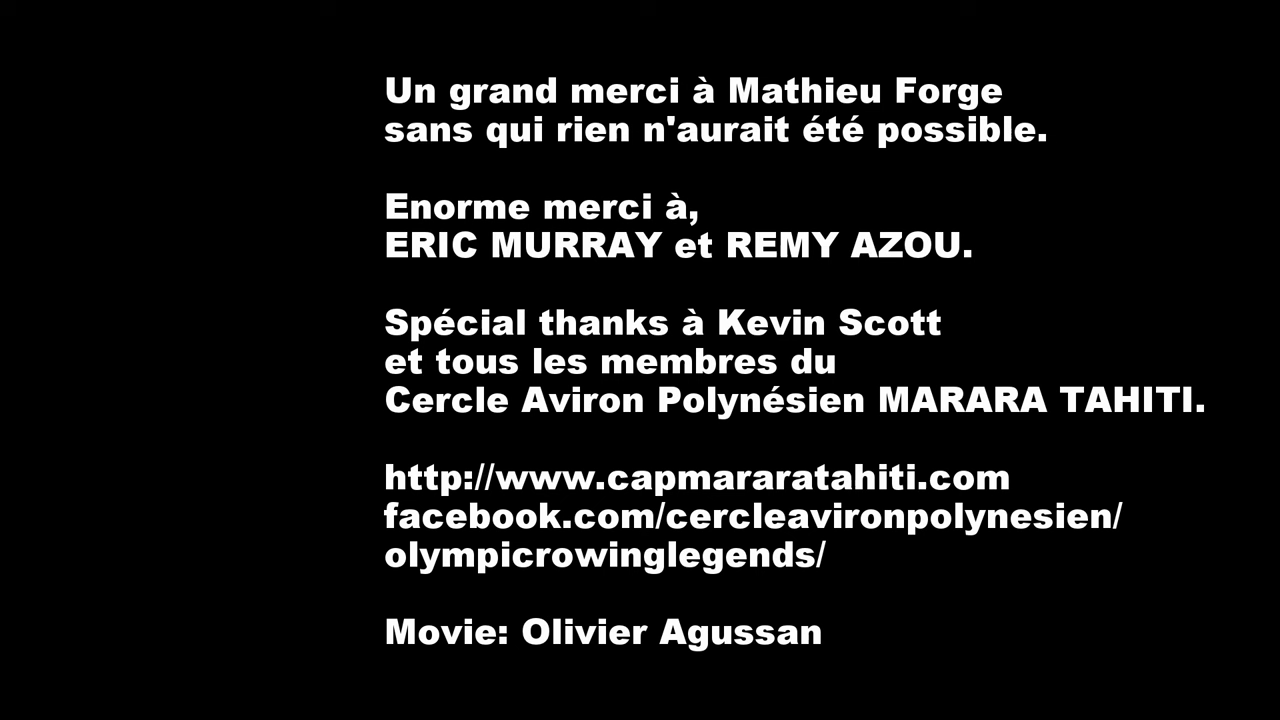 Un grand merci à Mathieu Forge
sans qui rien n'aurait été possible.
Enorme merci à,
ERIC MURRAY et REMY AZOU.
Spécial thanks à Kevin Scott
et tous les membres du
Cercle Aviron Polynésien MARARA TAHITI.
http://www.capmararatahiti.com
facebook.com/cercleavironpolynesien/
olympicrowinglegends/
Movie: Olivier Agussan